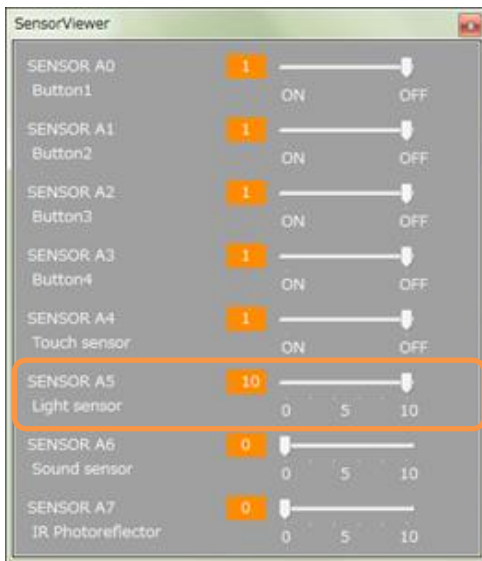 SensorViewer
SENSOR A0 1
Button1 ON OFF
SENSOR A1 1
Button2 ON OFF
SENSOR A2 1
Button3 ON OFF
SENSOR A3 1
Button4 ON OFF
SENSOR A4 1
Touch sensor ON OFF
SENSOR A5 10
Light sensor 0 5 10
SENSOR A6 0
Sound sensor 0 5 10
SENSOR A7 0
IR Photoreflector 0 5 10